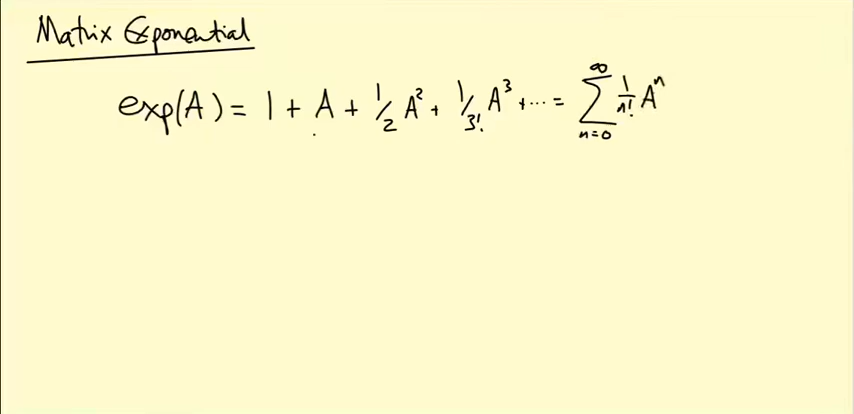 Matrix Exponential
exp(A) = 1 + A + 1/2 A² + 1/3! A³ + ... = ∑_{n=0}^{∞} 1/n! Aⁿ